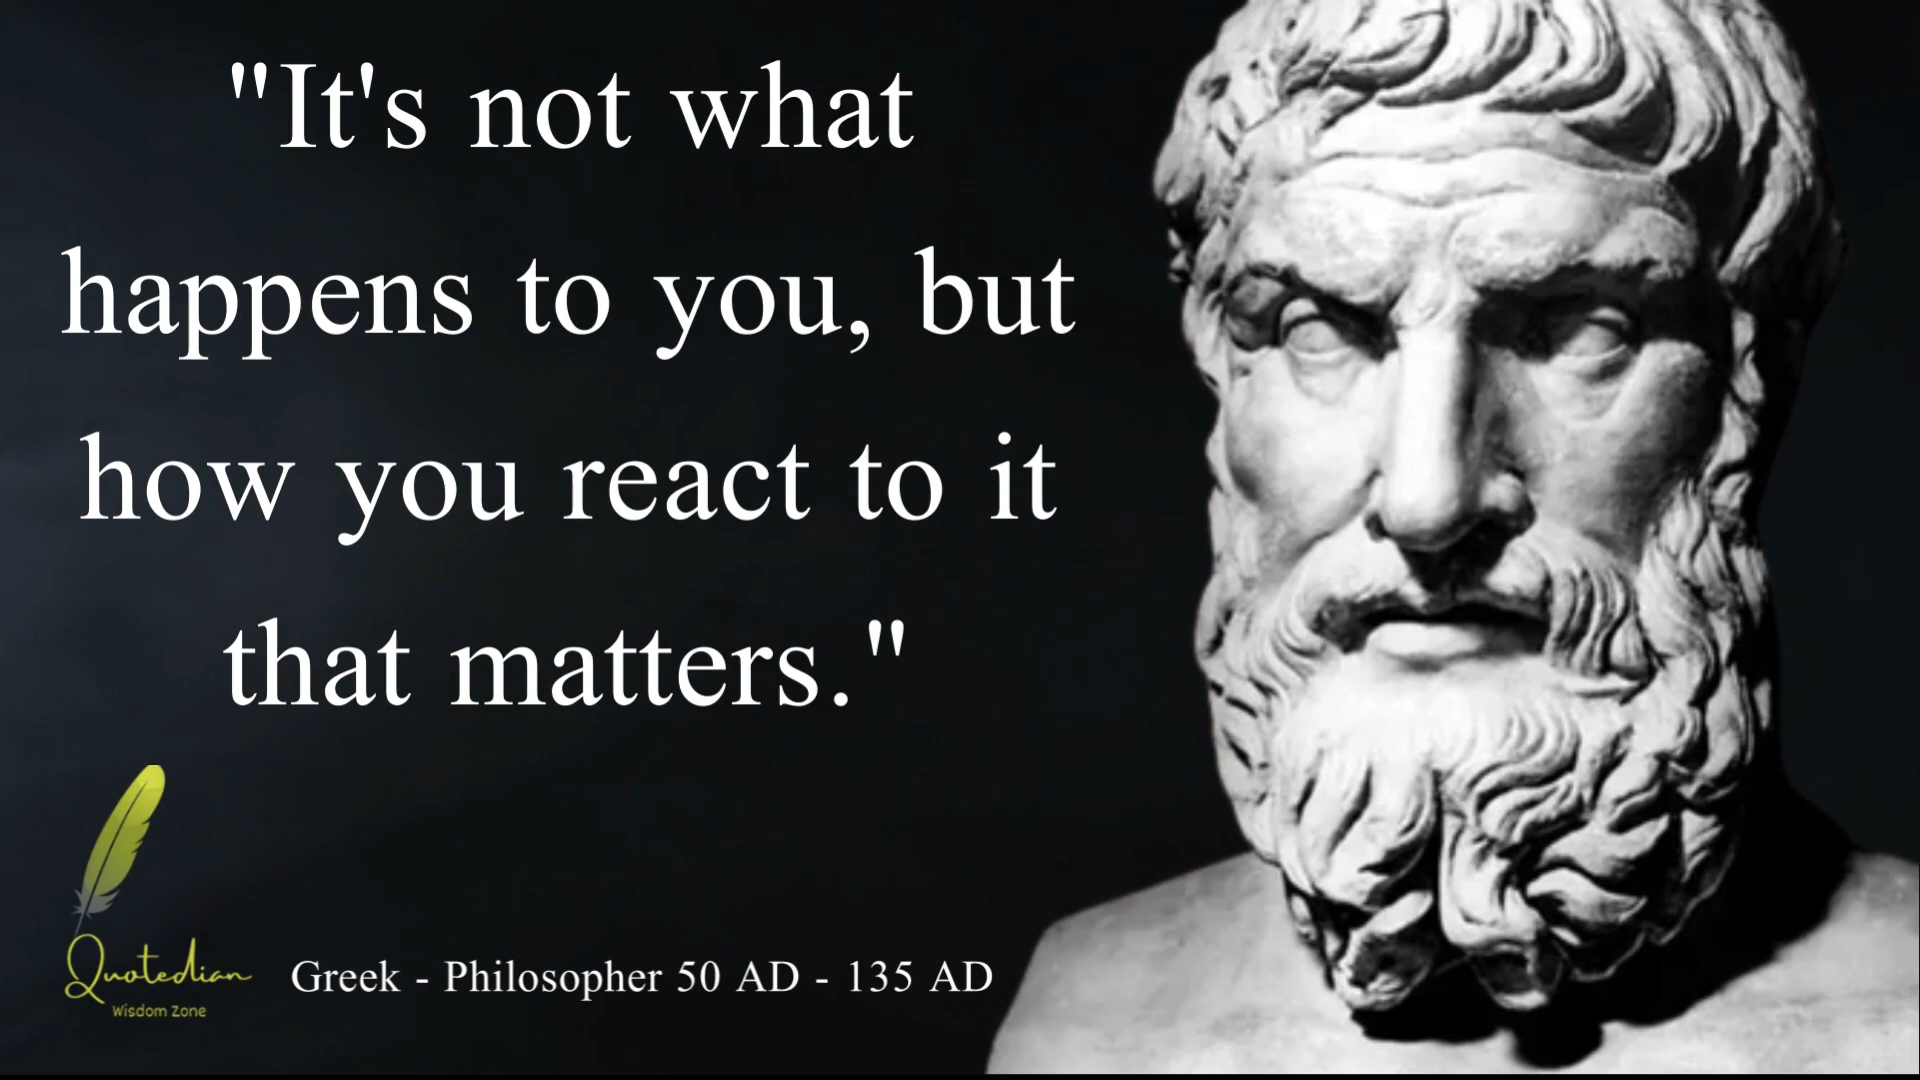 "It's not what
happens to you, but
how you react to it
that matters."
Quotedian
Wisdom Zone
Greek - Philosopher 50 AD - 135 AD